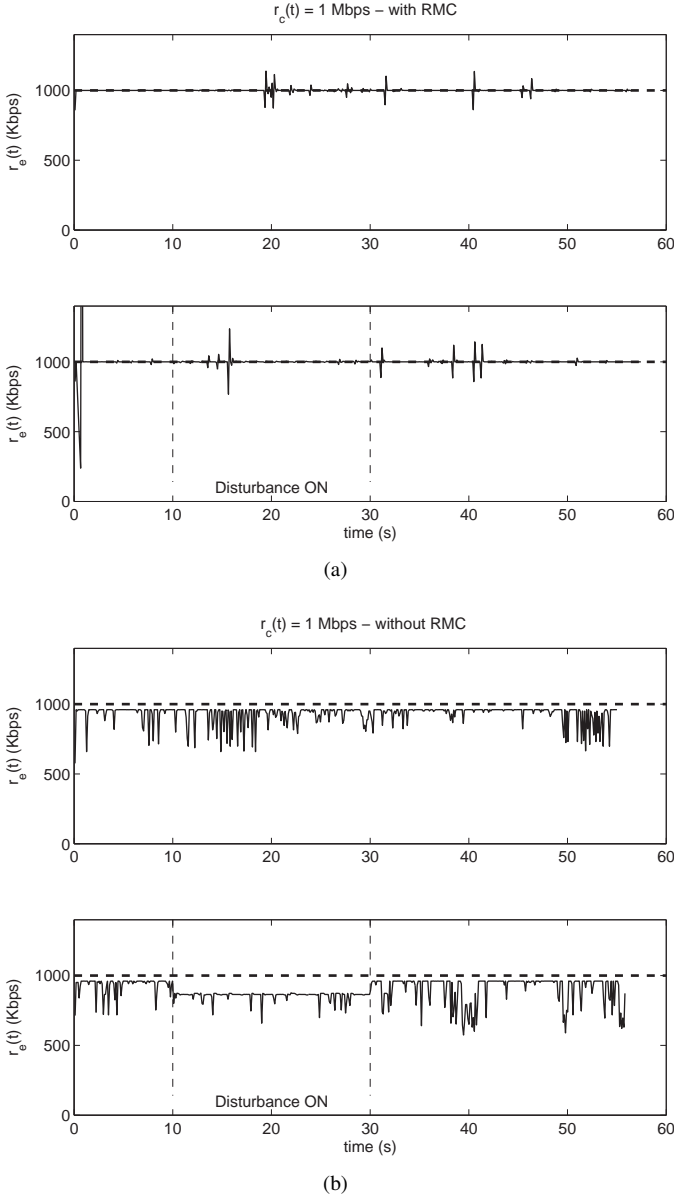 r_c(t) = 1 Mbps – with RMC
r_e(t) (Kbps)
1000
500
0
0 10 20 30 40 50 60
r_e(t) (Kbps)
1000
500
0
Disturbance ON
0 10 20 30 40 50 60
time (s)
(a)
r_c(t) = 1 Mbps – without RMC
r_e(t) (Kbps)
1000
500
0
0 10 20 30 40 50 60
r_e(t) (Kbps)
1000
500
0
Disturbance ON
0 10 20 30 40 50 60
time (s)
(b)